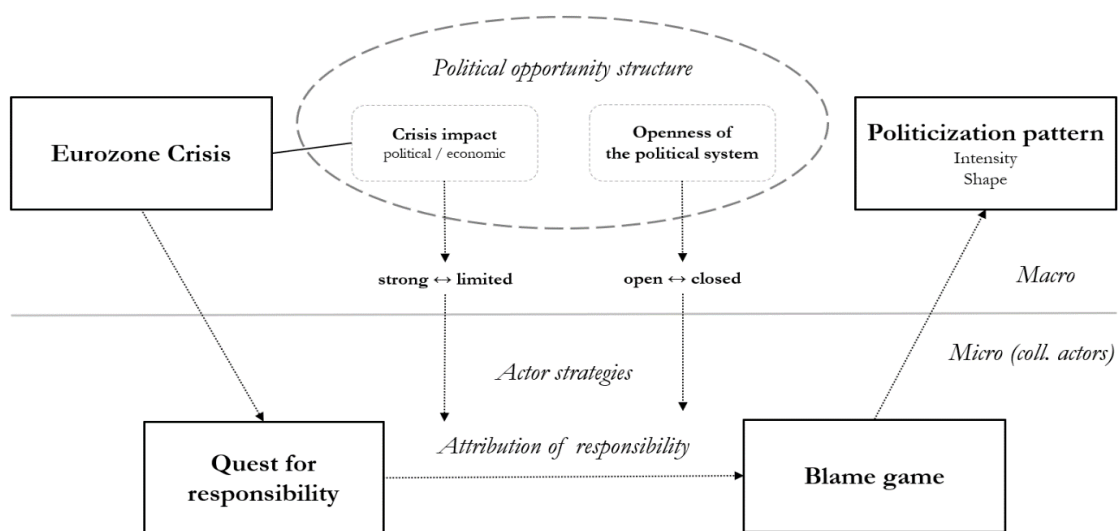 Political opportunity structure
Eurozone Crisis
Crisis impact
political / economic
Openness of
the political system
Politicization pattern
Intensity
Shape
strong ↔ limited
open ↔ closed
Macro
Micro (coll. actors)
Actor strategies
Attribution of responsibility
Quest for
responsibility
Blame game